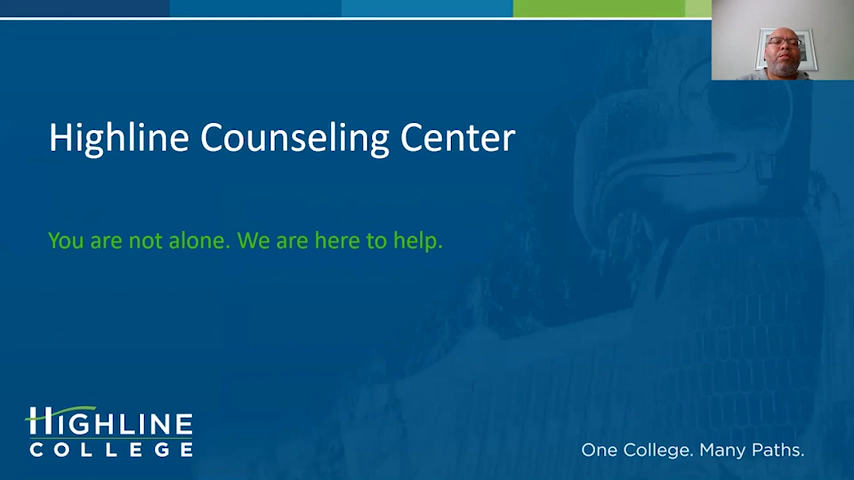 Highline Counseling Center
You are not alone. We are here to help.
HIGHLINE
COLLEGE
One College. Many Paths.